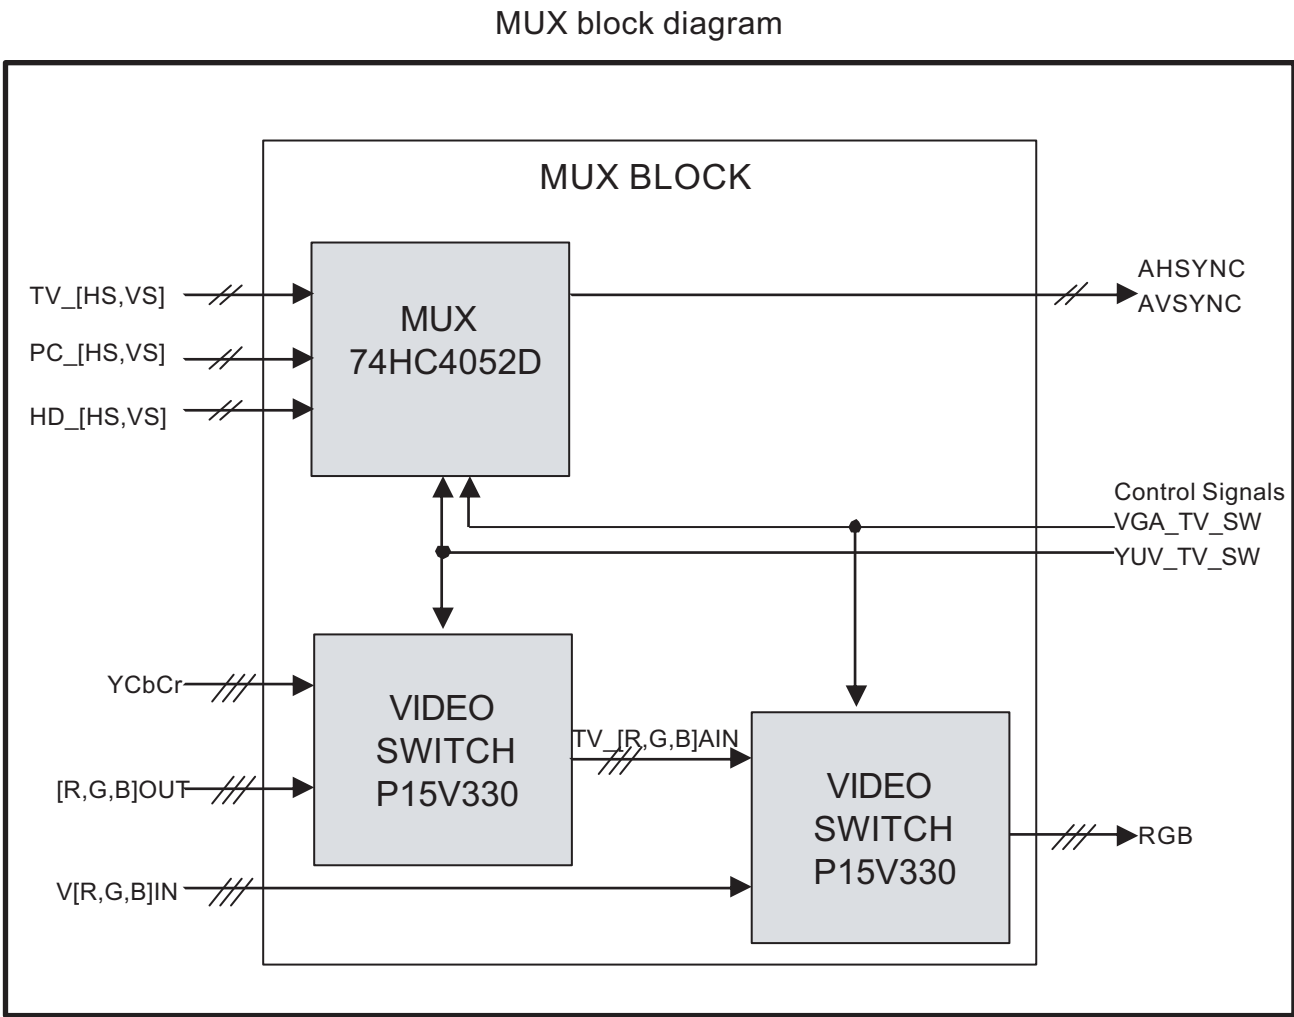 MUX block diagram
MUX BLOCK
TV_[HS,VS]
PC_[HS,VS]
HD_[HS,VS]
MUX
74HC4052D
AHSYNC
AVSYNC
Control Signals
VGA_TV_SW
YUV_TV_SW
YCbCr
[R,G,B]OUT
V[R,G,B]IN
VIDEO
SWITCH
P15V330
TV_[R,G,B]AIN
VIDEO
SWITCH
P15V330
RGB